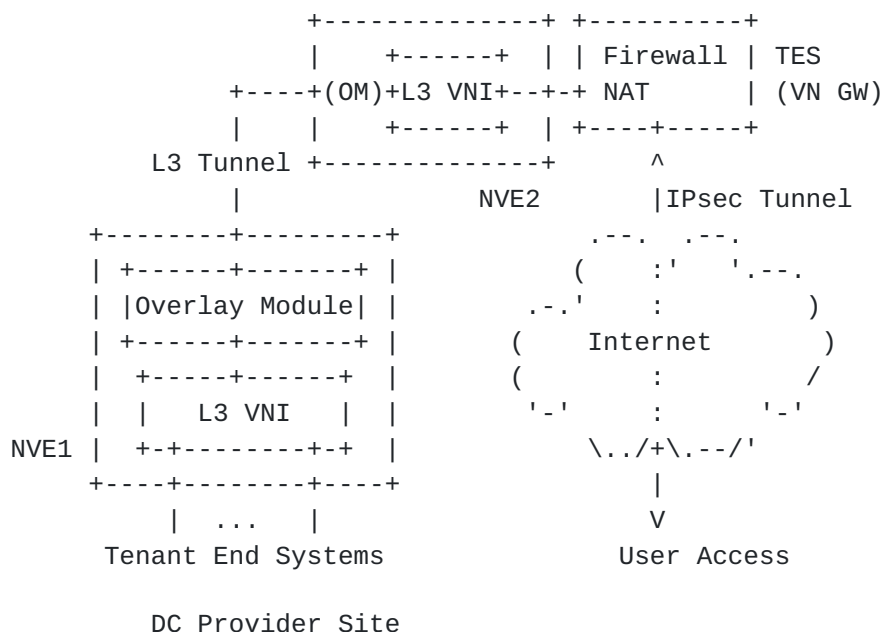 +--------------+ +----------+
                    |    +------+  | | Firewall | TES
               +----+(OM)+L3 VNI+--+-+ NAT      | (VN GW)
               |    |    +------+  | +----+-----+
          L3 Tunnel +--------------+      ^
               |               NVE2       |IPsec Tunnel
      +--------+---------+            .--.  .--.
      | +------+-------+ |           (    :'   '.--.
      | |Overlay Module| |        .-.'    :         )
      | +------+-------+ |       (    Internet       )
      |  +-----+------+  |       (        :         /
      |  |   L3 VNI   |  |        '-'     :      '-'
 NVE1 |  +-+--------+-+  |            \../+\.--/'
      +----+--------+----+                |
           |  ...   |                     V
       Tenant End Systems               User Access

          DC Provider Site